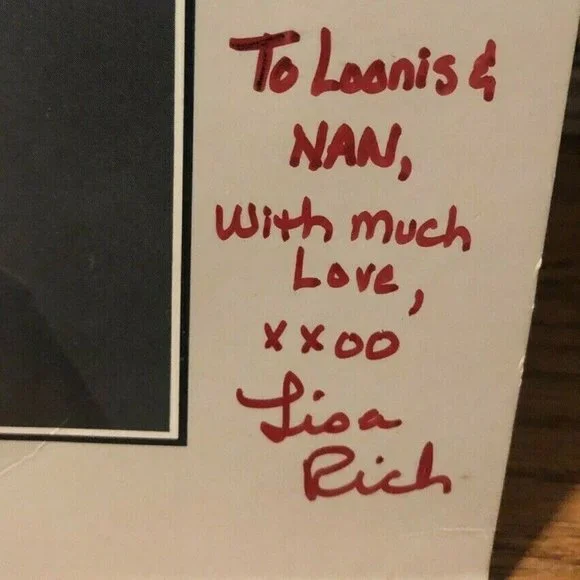 To Loonis &
NAN,
With much
Love,
xxoo
Lisa
Rich